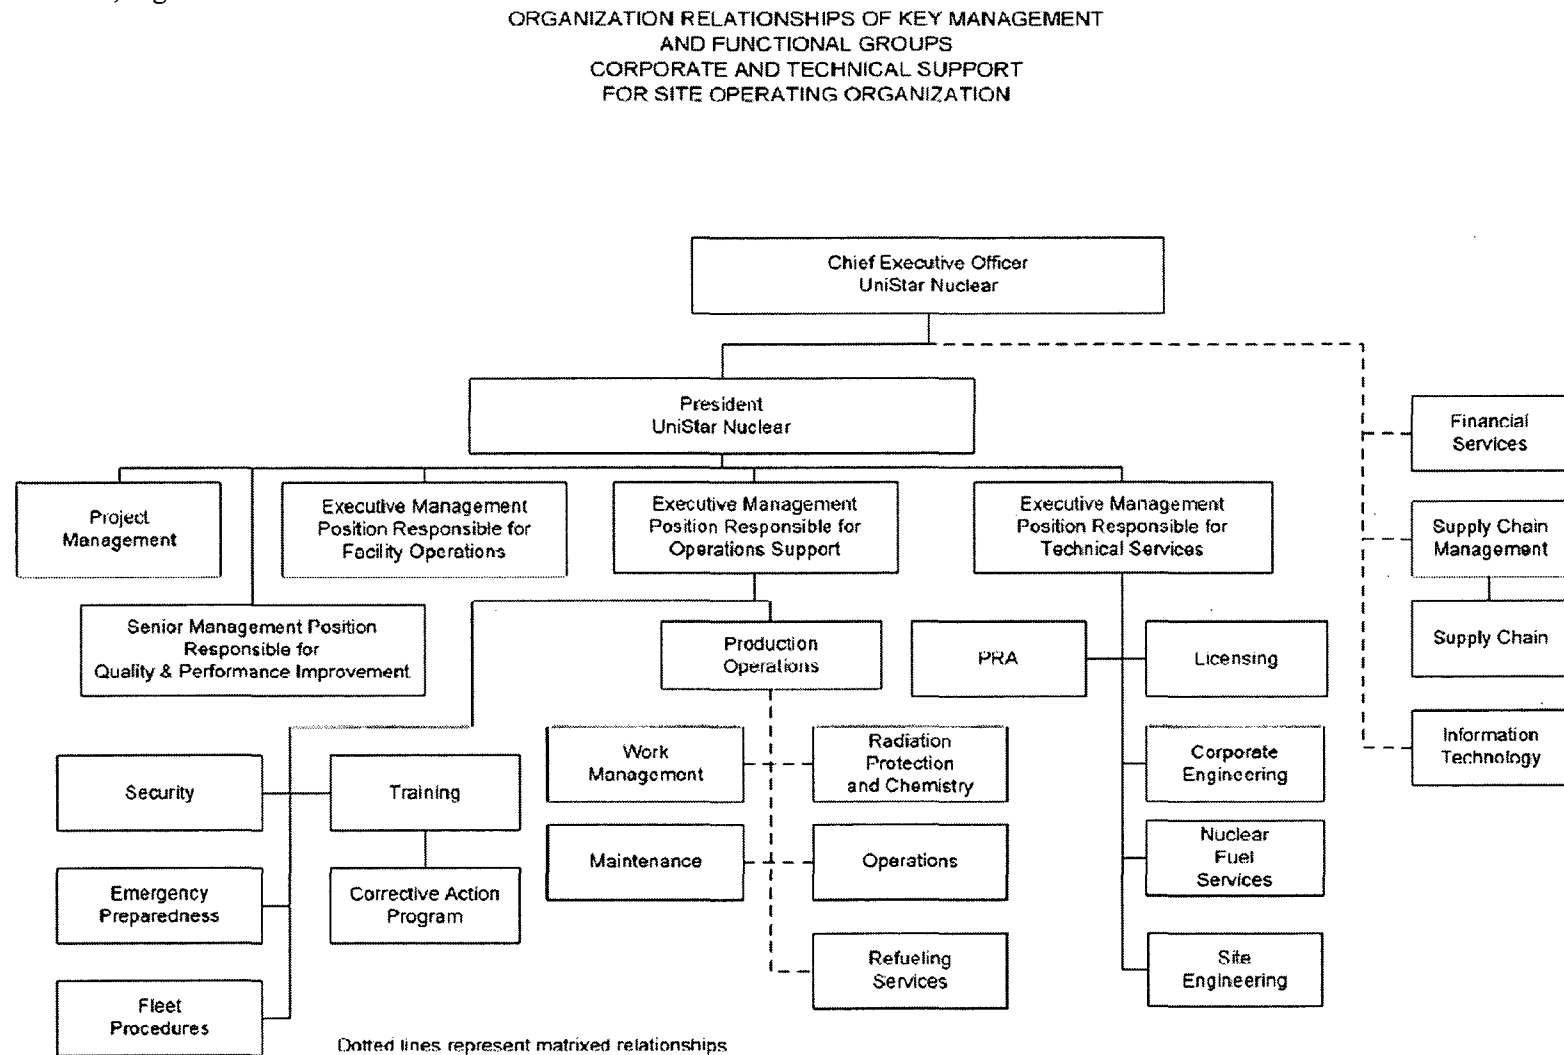 ORGANIZATION RELATIONSHIPS OF KEY MANAGEMENT
AND FUNCTIONAL GROUPS
CORPORATE AND TECHNICAL SUPPORT
FOR SITE OPERATING ORGANIZATION
Chief Executive Officer
UniStar Nuclear
President
UniStar Nuclear
Financial
Services
Project
Management
Executive Management
Position Responsible for
Facility Operations
Executive Management
Position Responsible for
Operations Support
Executive Management
Position Responsible for
Technical Services
Supply Chain
Management
Senior Management Position
Responsible for
Quality & Performance Improvement
Production
Operations
PRA
Licensing
Supply Chain
Security
Training
Work
Management
Radiation
Protection
and Chemistry
Corporate
Engineering
Information
Technology
Maintenance
Operations
Nuclear
Fuel
Services
Emergency
Preparedness
Corrective Action
Program
Refueling
Services
Site
Engineering
Fleet
Procedures
Dotted lines represent matrixed relationships